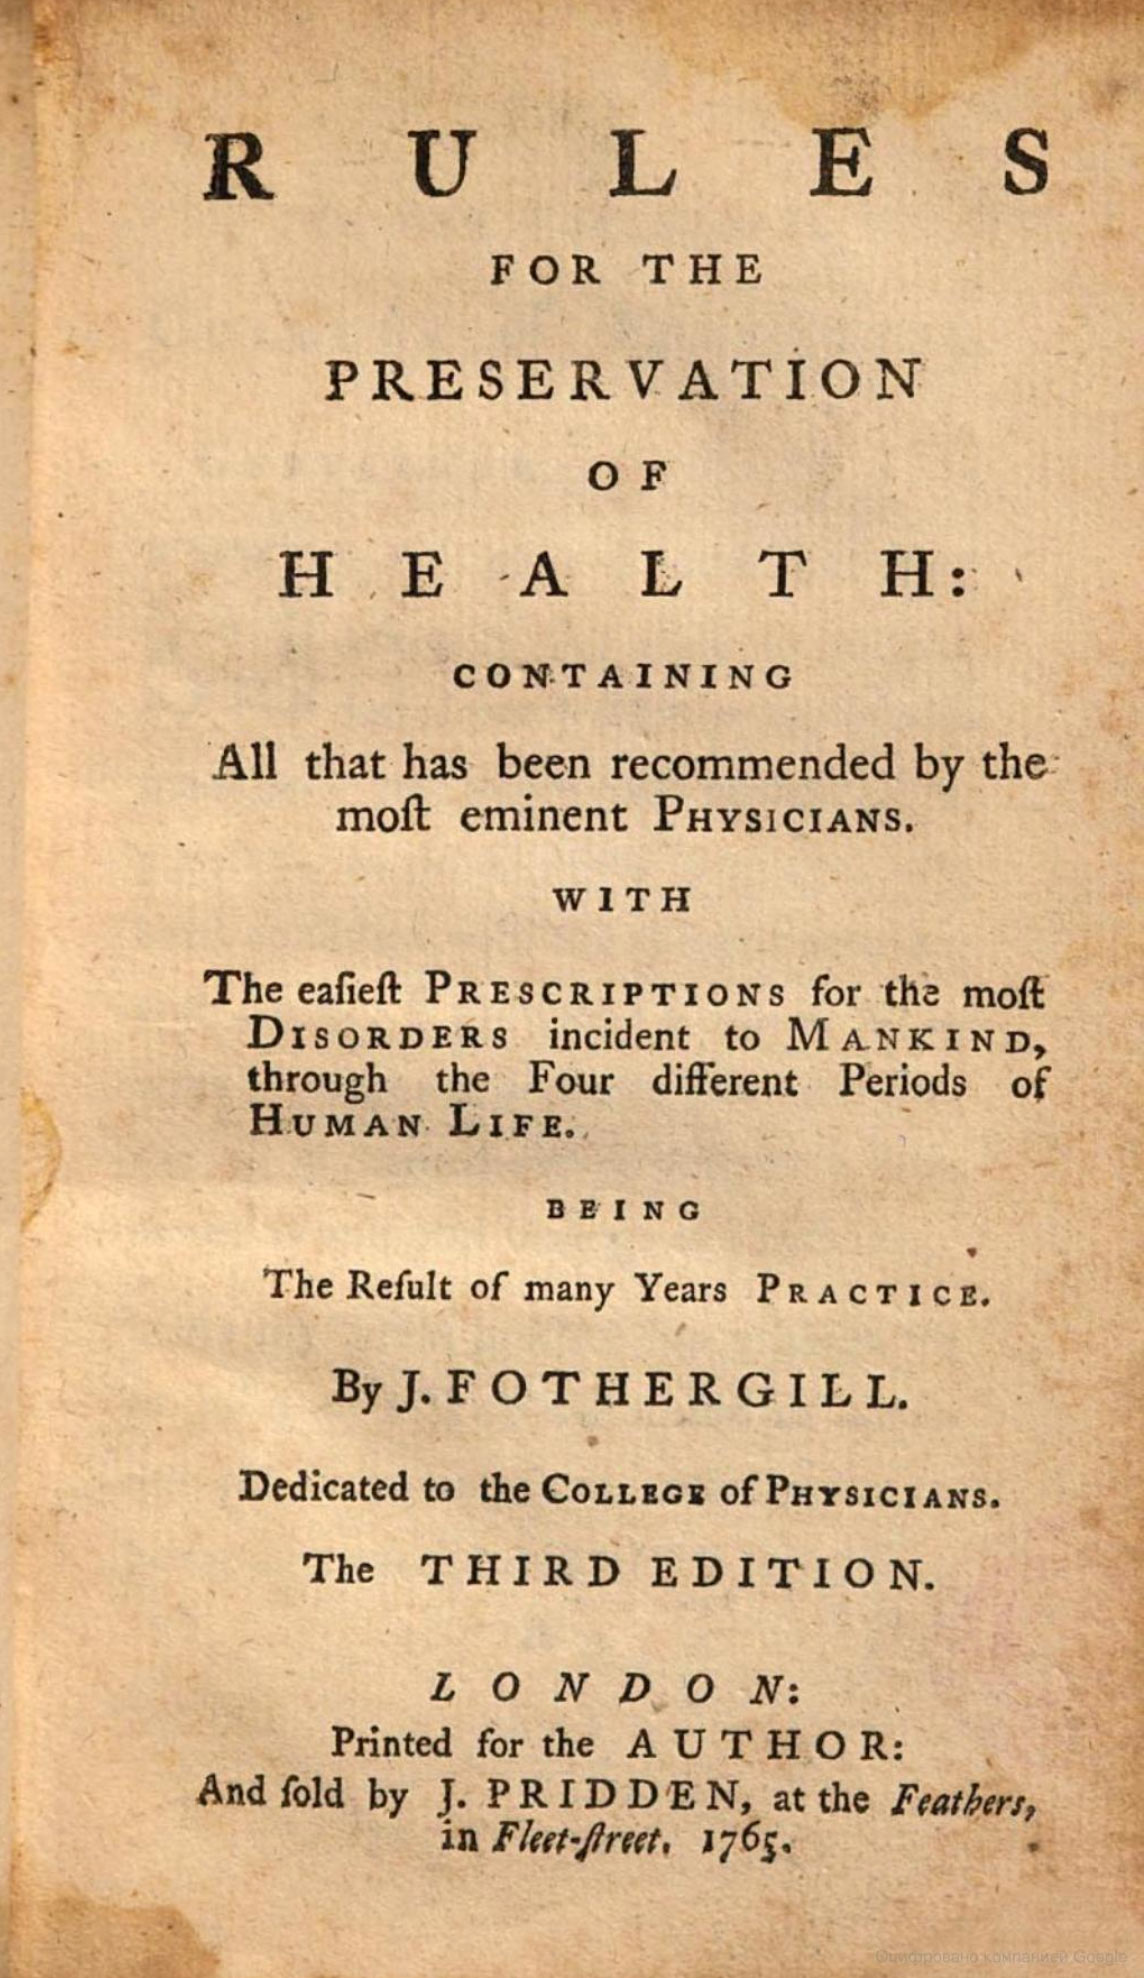 RULES
FOR THE
PRESERVATION
OF
HEALTH:
CONTAINING
All that has been recommended by the
moſt eminent PHYSICIANS.
WITH
The eaſieſt PRESCRIPTIONS for the moſt
DISORDERS incident to MANKIND,
through the Four different Periods of
HUMAN LIFE.
BEING
The Reſult of many Years PRACTICE.
By J. FOTHERGILL.
Dedicated to the COLLEGE of PHYSICIANS.
The THIRD EDITION.
LONDON:
Printed for the AUTHOR:
And ſold by J. PRIDDEN, at the Feathers,
in Fleet-ſtreet. 1765.
Оцифровано компанией Google